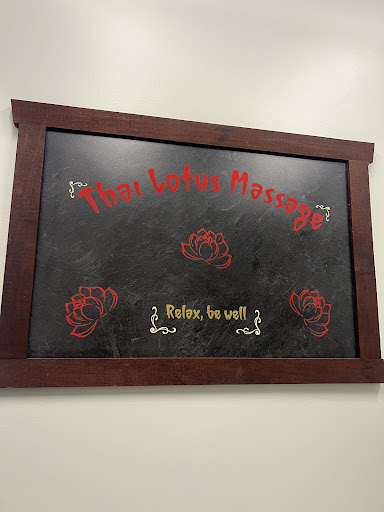 Thai Lotus Massage
Relax, be well